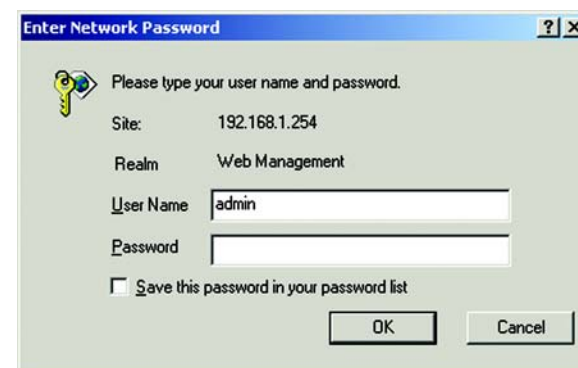 Enter Network Password
? X
Please type your user name and password.
Site: 192.168.1.254
Realm Web Management
User Name admin
Password
Save this password in your password list
OK Cancel